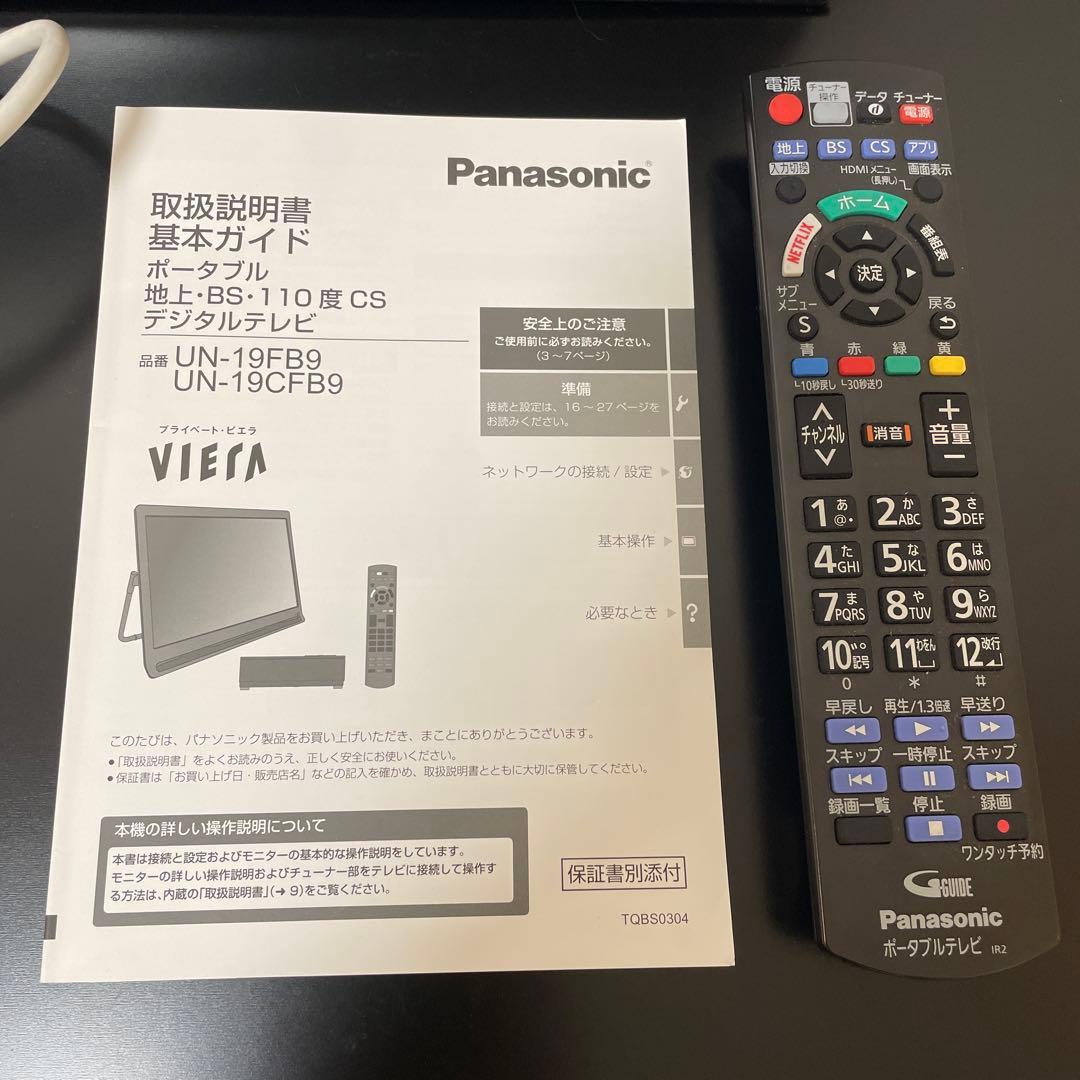 Panasonic®
取扱説明書
基本ガイド
ポータブル
地上・BS・110度CS
デジタルテレビ
品番 UN-19FB9
UN-19CFB9
プライベート・ビエラ
VIErA
安全上のご注意
ご使用前に必ずお読みください。
(3~7ページ)
準備
接続と設定は、16~27ページを
お読みください。
ネットワークの接続/設定
基本操作
必要なとき
?
このたびは、パナソニック製品をお買い上げいただき、まことにありがとうございます。
●「取扱説明書」をよくお読みのうえ、正しく安全にお使いください。
●保証書は「お買い上げ日・販売店名」などの記入を確かめ、取扱説明書とともに大切に保管してください。
本機の詳しい操作説明について
本書は接続と設定およびモニターの基本的な操作説明をしています。
モニターの詳しい操作説明およびチューナー部をテレビに接続して操作す
る方法は、内蔵の「取扱説明書」(➔9)をご覧ください。
保証書別添付
TQBS0304
電源 チューナー操作 データ チューナー
d 電源
地上 BS CS アプリ
入力切換 HDMIメニュー 画面表示
(長押し)
ホーム
NETFLIX 番組表
決定
サブ
メニュー 戻る
S
青 赤 緑 黄
└10秒戻し └30秒送り
チャンネル 消音 + 音量 −
1 あ @・ 2 か ABC 3 さ DEF
4 た GHI 5 な JKL 6 は MNO
7 ま PQRS 8 や TUV 9 ら WXYZ
10 記号 11 わをん 12 改行
0 * #
早戻し 再生/1.3倍速 早送り
スキップ 一時停止 スキップ
録画一覧 停止 録画
ワンタッチ予約
G-GUIDE
Panasonic
ポータブルテレビ IR2